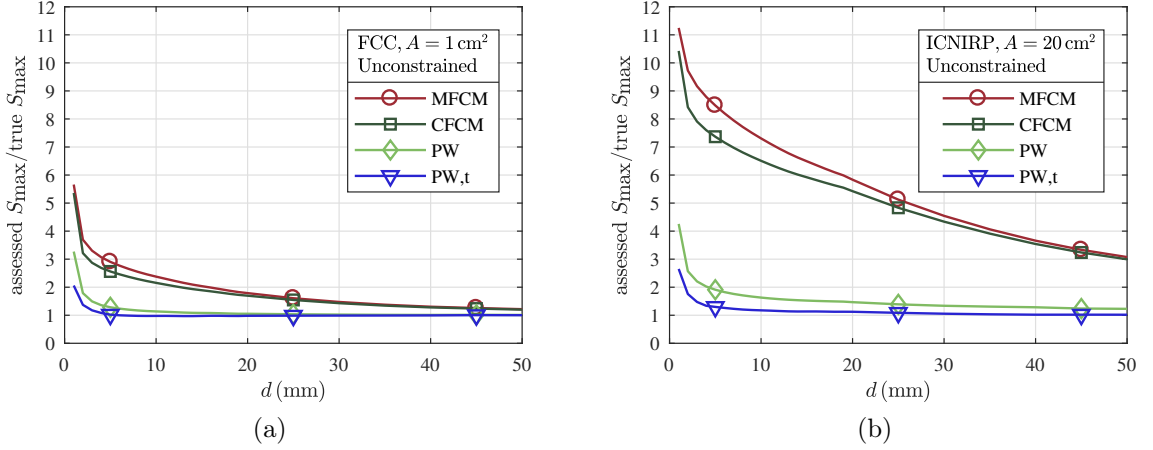 12
11
10
9
8
7
6
5
4
3
2
1
0
assessed Smax/true Smax
FCC, A = 1 cm²
Unconstrained
MFCM
CFCM
PW
PW,t
0 10 20 30 40 50
d (mm)
(a)
12
11
10
9
8
7
6
5
4
3
2
1
0
assessed Smax/true Smax
ICNIRP, A = 20 cm²
Unconstrained
MFCM
CFCM
PW
PW,t
0 10 20 30 40 50
d (mm)
(b)